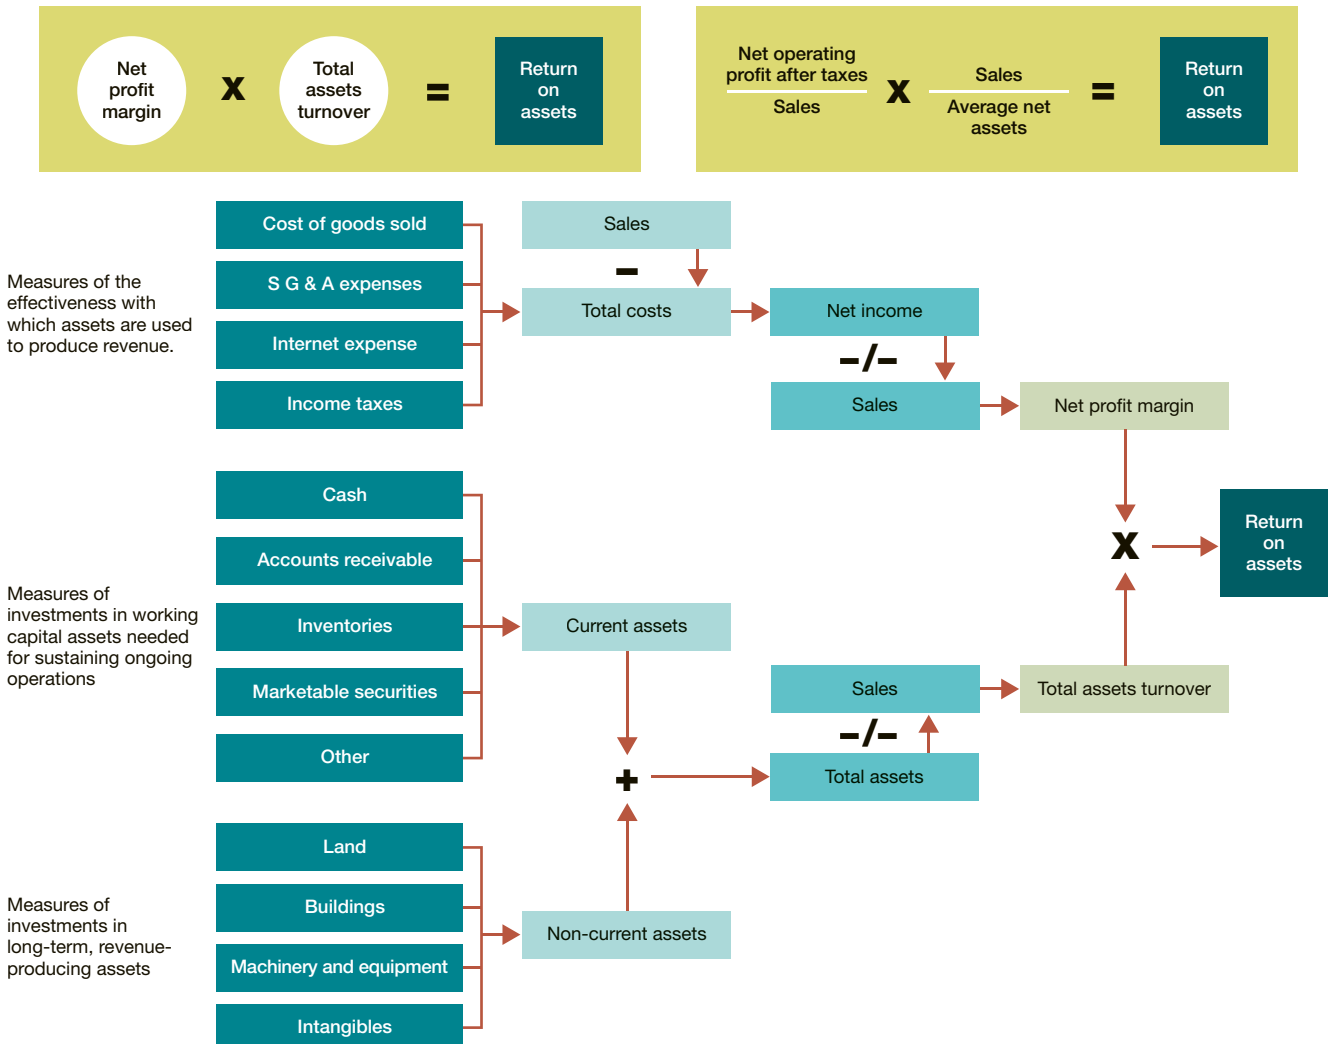 Net
profit
margin
X
Total
assets
turnover
=
Return
on
assets
Net operating
profit after taxes
Sales
X
Sales
Average net
assets
=
Return
on
assets
Measures of the
effectiveness with
which assets are used
to produce revenue.
Cost of goods sold
S G & A expenses
Internet expense
Income taxes
Sales
–
Total costs
Net income
–/–
Sales
Net profit margin
Measures of
investments in working
capital assets needed
for sustaining ongoing
operations
Cash
Accounts receivable
Inventories
Marketable securities
Other
Current assets
+
Sales
–/–
Total assets
Total assets turnover
X
Return
on
assets
Measures of
investments in
long-term, revenue-
producing assets
Land
Buildings
Machinery and equipment
Intangibles
Non-current assets